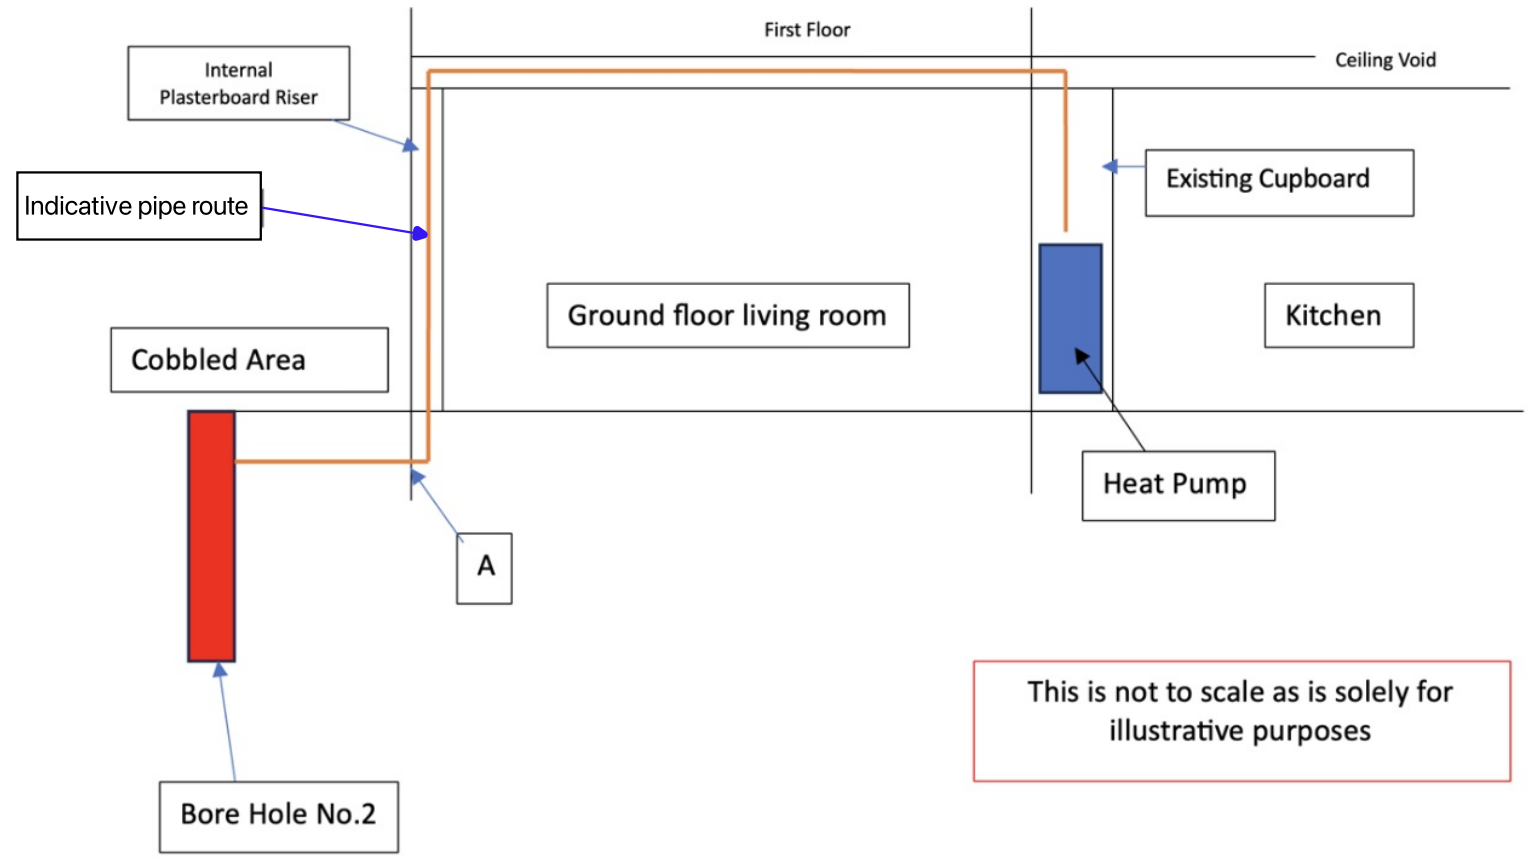 First Floor
Ceiling Void
Internal
Plasterboard Riser
Existing Cupboard
Indicative pipe route
Ground floor living room
Kitchen
Cobbled Area
Heat Pump
A
This is not to scale as is solely for
illustrative purposes
Bore Hole No.2